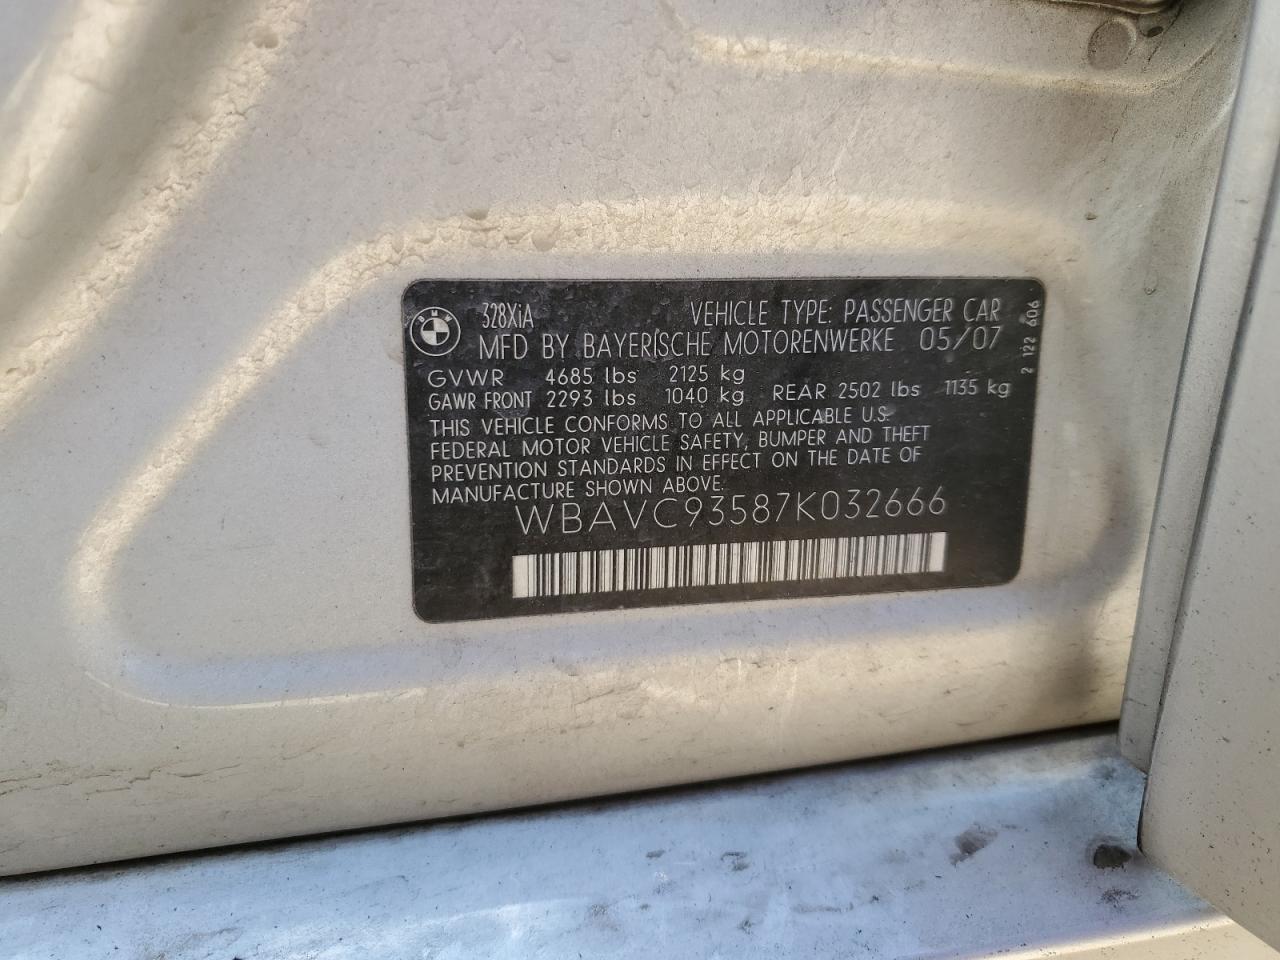 BMW
328XiA VEHICLE TYPE: PASSENGER CAR
MFD BY BAYERISCHE MOTORENWERKE 05/07
GVWR 4685 lbs 2125 kg
GAWR FRONT 2293 lbs 1040 kg REAR 2502 lbs 1135 kg
THIS VEHICLE CONFORMS TO ALL APPLICABLE U.S.
FEDERAL MOTOR VEHICLE SAFETY, BUMPER AND THEFT
PREVENTION STANDARDS IN EFFECT ON THE DATE OF
MANUFACTURE SHOWN ABOVE:
WBAVC93587K032666
2 122 606